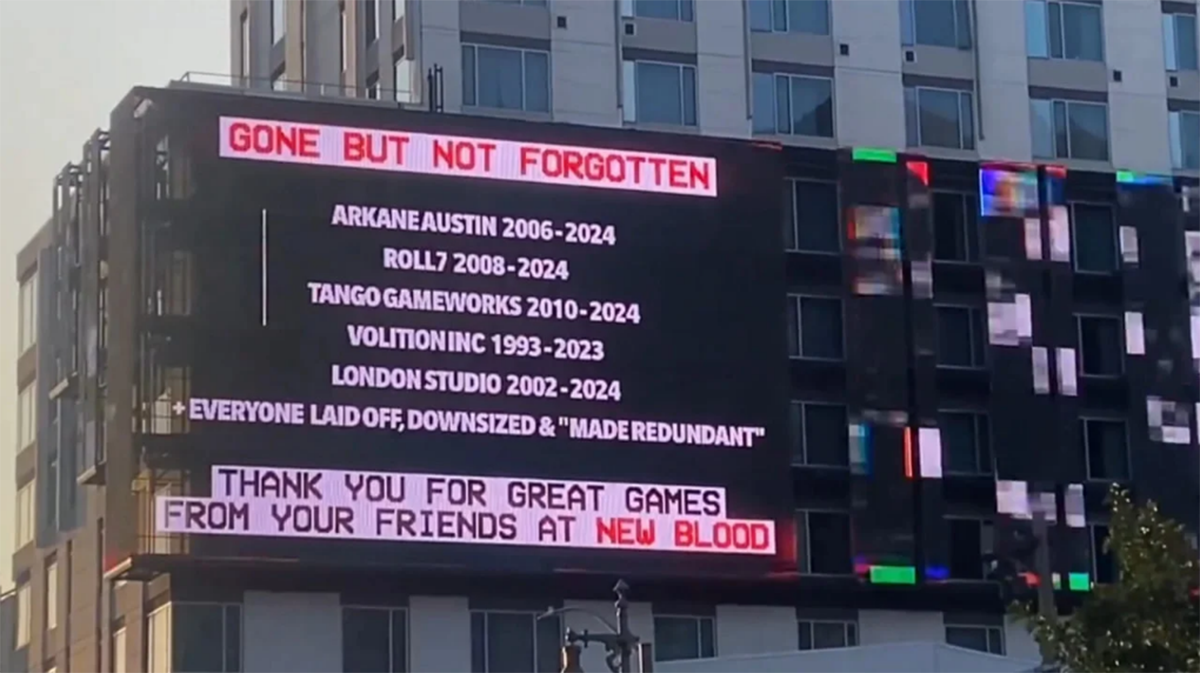 GONE BUT NOT FORGOTTEN
ARKANE AUSTIN 2006-2024
ROLL7 2008-2024
TANGO GAMEWORKS 2010-2024
VOLITION INC 1993-2023
LONDON STUDIO 2002-2024
+ EVERYONE LAID OFF, DOWNSIZED & "MADE REDUNDANT"
THANK YOU FOR GREAT GAMES
FROM YOUR FRIENDS AT NEW BLOOD